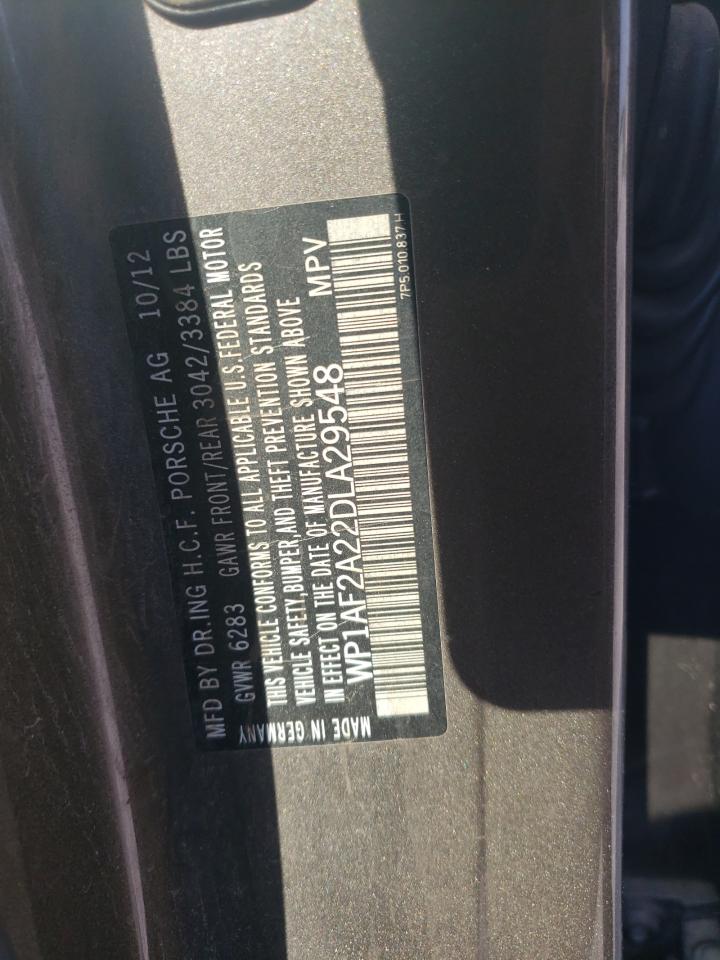 MFD BY DR.ING H.C.F. PORSCHE AG 10/12
GVWR 6283 GAWR FRONT/REAR 3042/3384 LBS
THIS VEHICLE CONFORMS TO ALL APPLICABLE U.S.FEDERAL MOTOR
VEHICLE SAFETY,BUMPER,AND THEFT PREVENTION STANDARDS
IN EFFECT ON THE DATE OF MANUFACTURE SHOWN ABOVE
WP1AF2A22DLA29548 MPV
7P5.010.837.H
MADE IN GERMANY